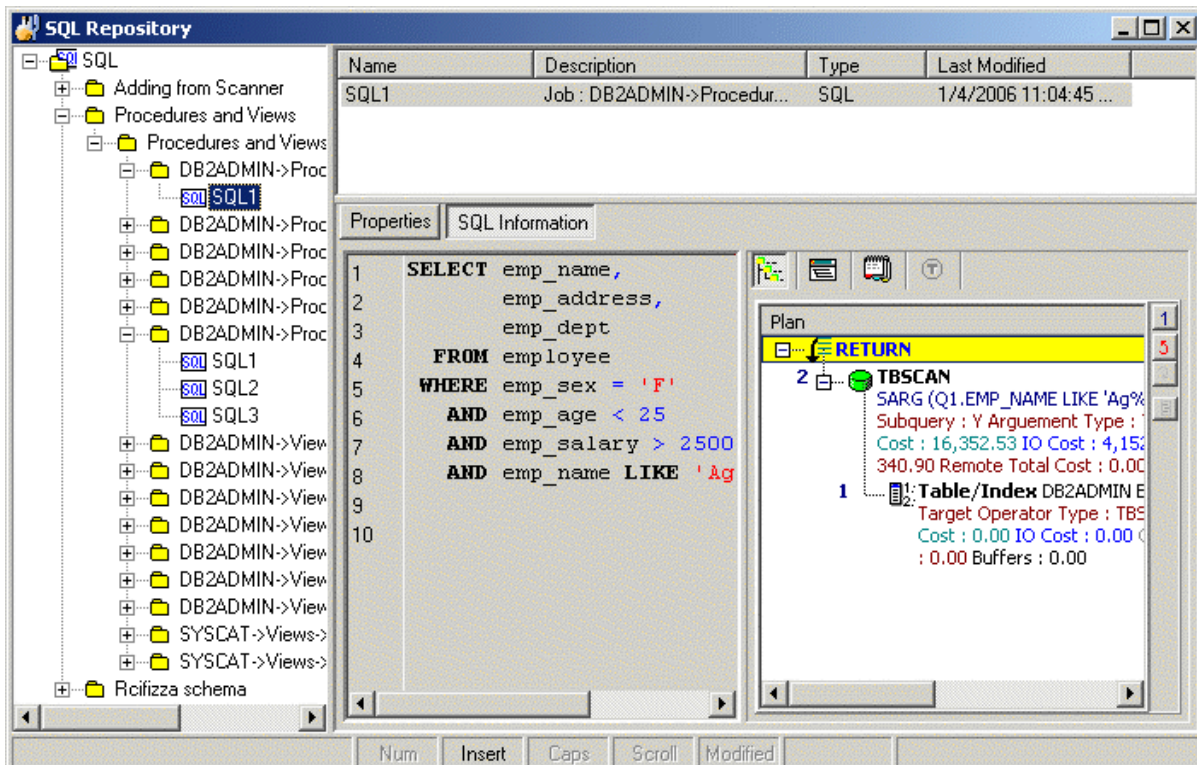 SQL Repository
SQL
Adding from Scanner
Procedures and Views
Procedures and Views
DB2ADMIN->Proc
SQL SQL1
DB2ADMIN->Proc
DB2ADMIN->Proc
DB2ADMIN->Proc
DB2ADMIN->Proc
DB2ADMIN->Proc
SQL SQL1
SQL SQL2
SQL SQL3
DB2ADMIN->View
DB2ADMIN->View
DB2ADMIN->View
DB2ADMIN->View
DB2ADMIN->View
DB2ADMIN->View
DB2ADMIN->View
SYSCAT->Views->
SYSCAT->Views->
Rcifizza schema
Name Description Type Last Modified
SQL1 Job : DB2ADMIN->Procedur... SQL 1/4/2006 11:04:45 ...
Properties SQL Information
1 SELECT emp_name,
2 emp_address,
3 emp_dept
4 FROM employee
5 WHERE emp_sex = 'F'
6 AND emp_age < 25
7 AND emp_salary > 2500
8 AND emp_name LIKE 'Ag
9
10
Plan
RETURN
2 TBSCAN
SARG (Q1.EMP_NAME LIKE 'Ag%
Subquery : Y Arguement Type :
Cost : 16,352.53 IO Cost : 4,152
340.90 Remote Total Cost : 0.00
1 Table/Index DB2ADMIN E
Target Operator Type : TBS
Cost : 0.00 IO Cost : 0.00
: 0.00 Buffers : 0.00
1
5
Num Insert Caps Scroll Modified